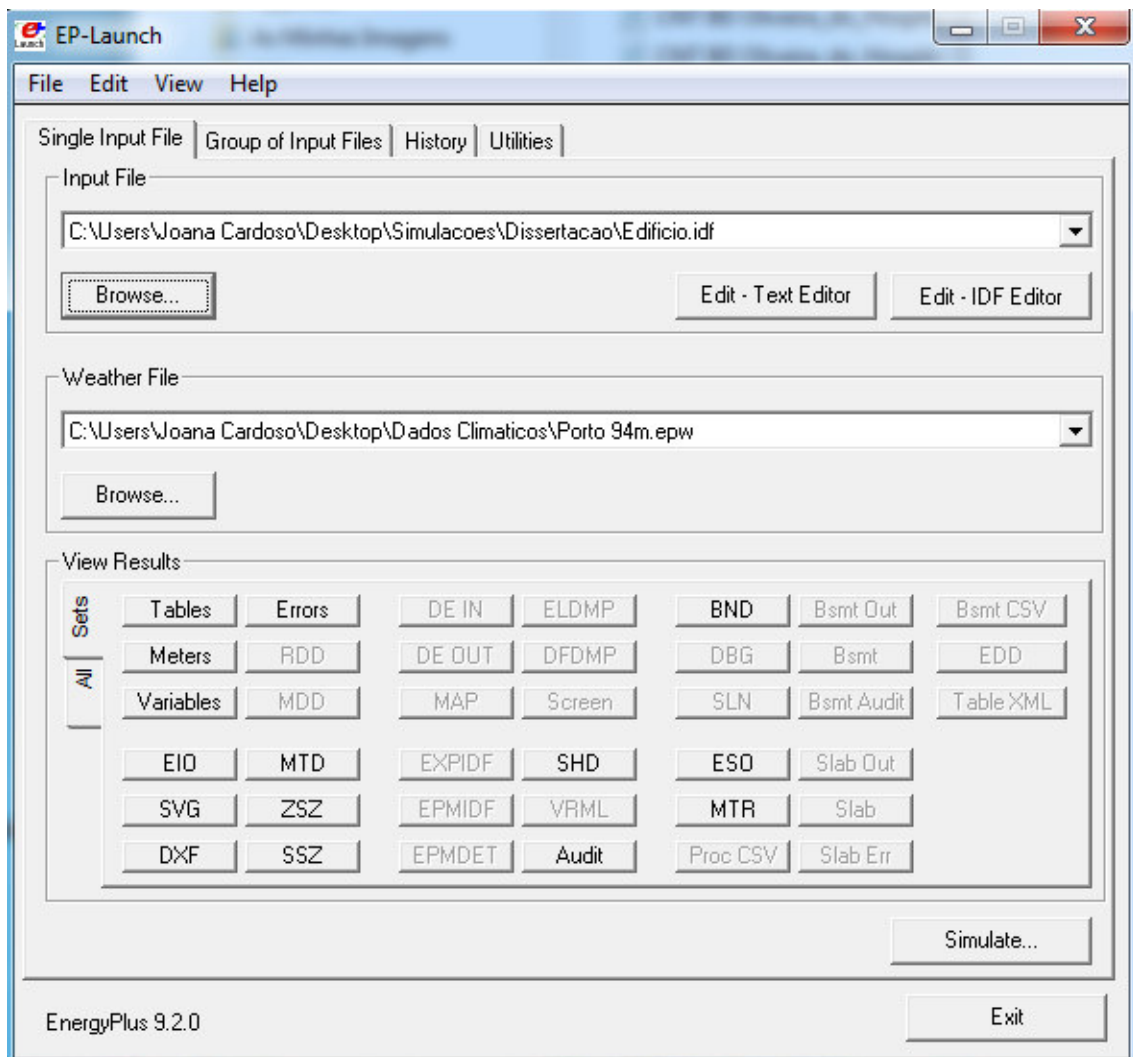 EP-Launch
File Edit View Help
Single Input File Group of Input Files History Utilities
Input File
C:\Users\Joana Cardoso\Desktop\Simulacoes\Dissertacao\Edificio.idf
Browse... Edit - Text Editor Edit - IDF Editor
Weather File
C:\Users\Joana Cardoso\Desktop\Dados Climaticos\Porto 94m.epw
Browse...
View Results
Sets
All
Tables Errors DE IN ELDMP BND Bsmt Out Bsmt CSV
Meters RDD DE OUT DFDMP DBG Bsmt EDD
Variables MDD MAP Screen SLN Bsmt Audit Table XML
EIO MTD EXPIDF SHD ESO Slab Out
SVG ZSZ EPMIDF VRML MTR Slab
DXF SSZ EPMDET Audit Proc CSV Slab Err
Simulate...
EnergyPlus 9.2.0 Exit